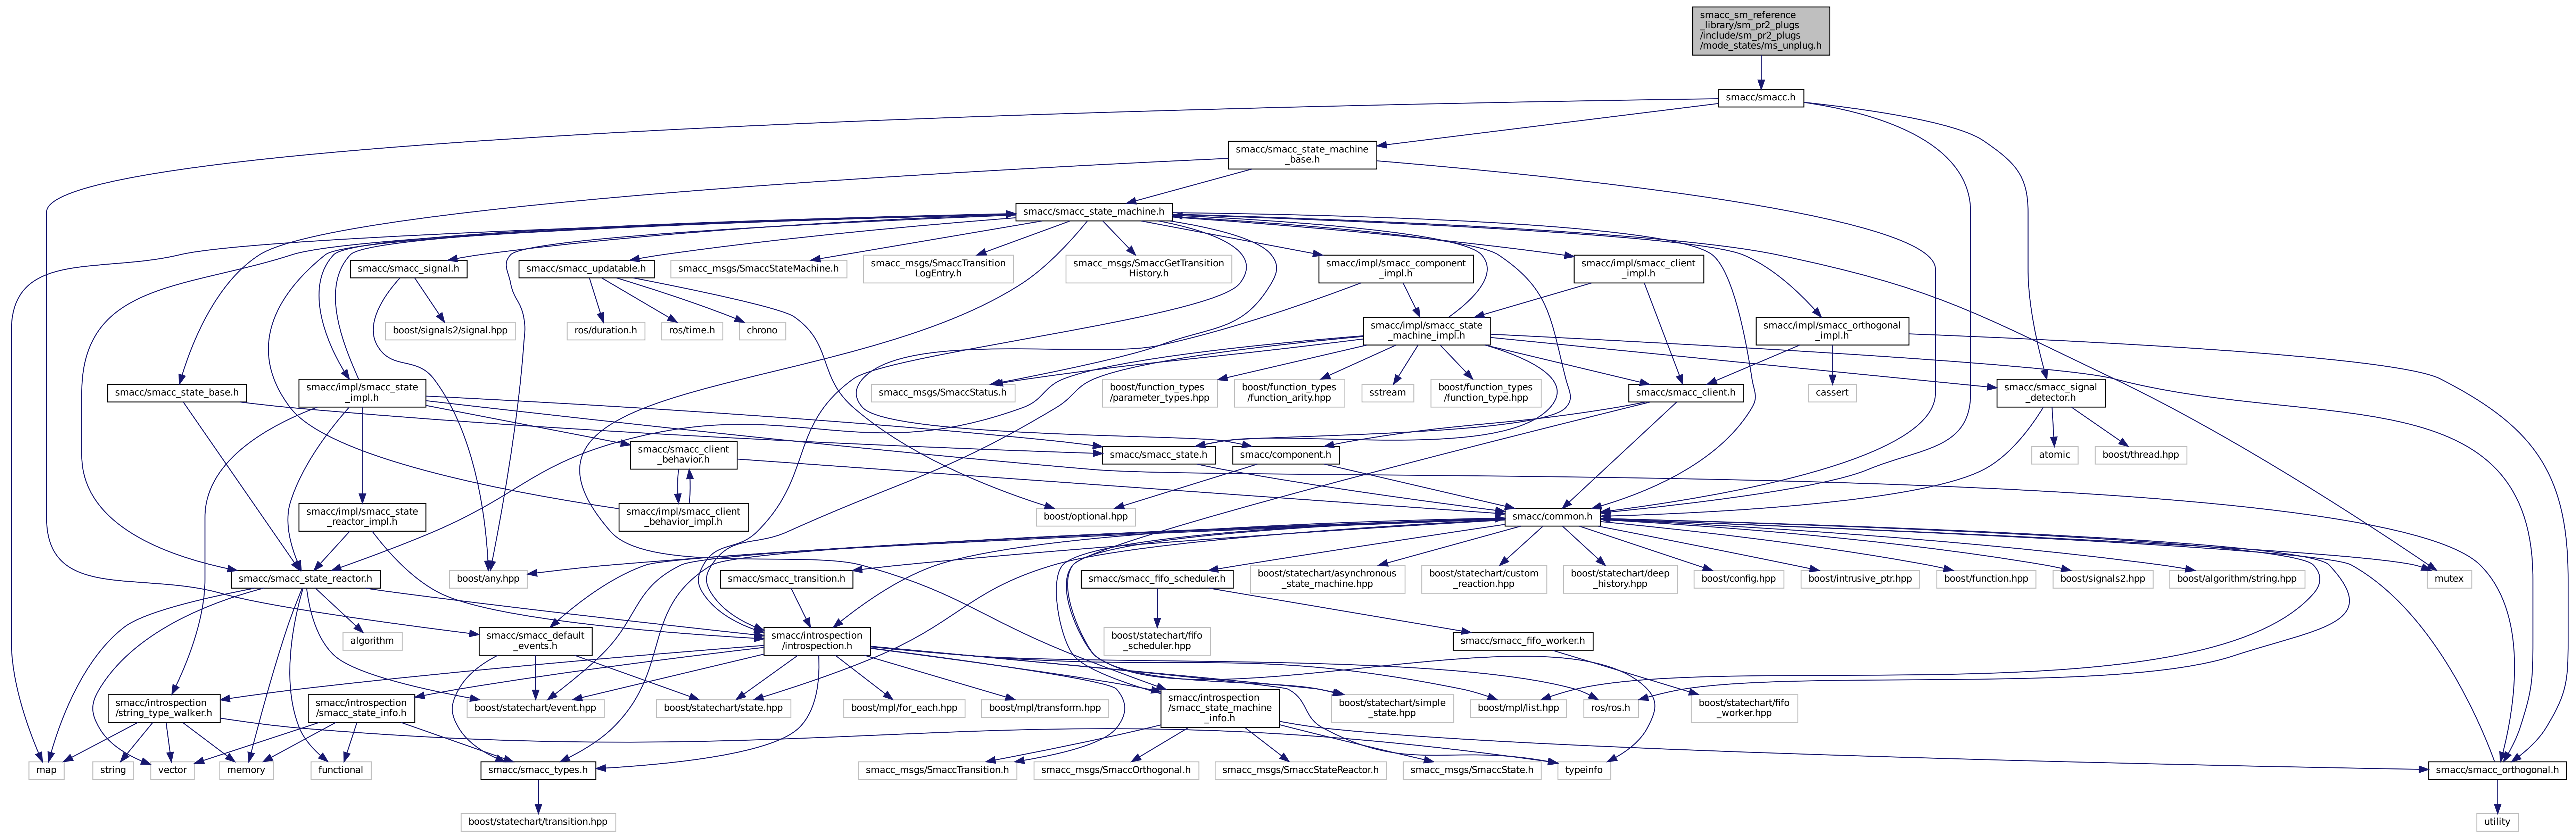 smacc_sm_reference
_library/sm_pr2_plugs
/include/sm_pr2_plugs
/mode_states/ms_unplug.h
smacc/smacc.h
smacc/smacc_state_machine
_base.h
smacc/smacc_state_machine.h
smacc/smacc_signal.h
smacc/smacc_updatable.h
smacc_msgs/SmaccStateMachine.h
smacc_msgs/SmaccTransition
LogEntry.h
smacc_msgs/SmaccGetTransition
History.h
smacc/impl/smacc_component
_impl.h
smacc/impl/smacc_client
_impl.h
boost/signals2/signal.hpp
ros/duration.h
ros/time.h
chrono
smacc/impl/smacc_state
_machine_impl.h
smacc/impl/smacc_orthogonal
_impl.h
smacc/smacc_state_base.h
smacc/impl/smacc_state
_impl.h
smacc_msgs/SmaccStatus.h
boost/function_types
/parameter_types.hpp
boost/function_types
/function_arity.hpp
sstream
boost/function_types
/function_type.hpp
smacc/smacc_client.h
cassert
smacc/smacc_signal
_detector.h
smacc/smacc_client
_behavior.h
smacc/smacc_state.h
smacc/component.h
atomic
boost/thread.hpp
smacc/impl/smacc_state
_reactor_impl.h
smacc/impl/smacc_client
_behavior_impl.h
boost/optional.hpp
smacc/common.h
smacc/smacc_state_reactor.h
boost/any.hpp
smacc/smacc_transition.h
smacc/smacc_fifo_scheduler.h
boost/statechart/asynchronous
_state_machine.hpp
boost/statechart/custom
_reaction.hpp
boost/statechart/deep
_history.hpp
boost/config.hpp
boost/intrusive_ptr.hpp
boost/function.hpp
boost/signals2.hpp
boost/algorithm/string.hpp
mutex
algorithm
smacc/smacc_default
_events.h
smacc/introspection
/introspection.h
boost/statechart/fifo
_scheduler.hpp
smacc/smacc_fifo_worker.h
smacc/introspection
/string_type_walker.h
smacc/introspection
/smacc_state_info.h
boost/statechart/event.hpp
boost/statechart/state.hpp
boost/mpl/for_each.hpp
boost/mpl/transform.hpp
smacc/introspection
/smacc_state_machine
_info.h
boost/statechart/simple
_state.hpp
boost/mpl/list.hpp
ros/ros.h
boost/statechart/fifo
_worker.hpp
map
string
vector
memory
functional
smacc/smacc_types.h
smacc_msgs/SmaccTransition.h
smacc_msgs/SmaccOrthogonal.h
smacc_msgs/SmaccStateReactor.h
smacc_msgs/SmaccState.h
typeinfo
smacc/smacc_orthogonal.h
boost/statechart/transition.hpp
utility